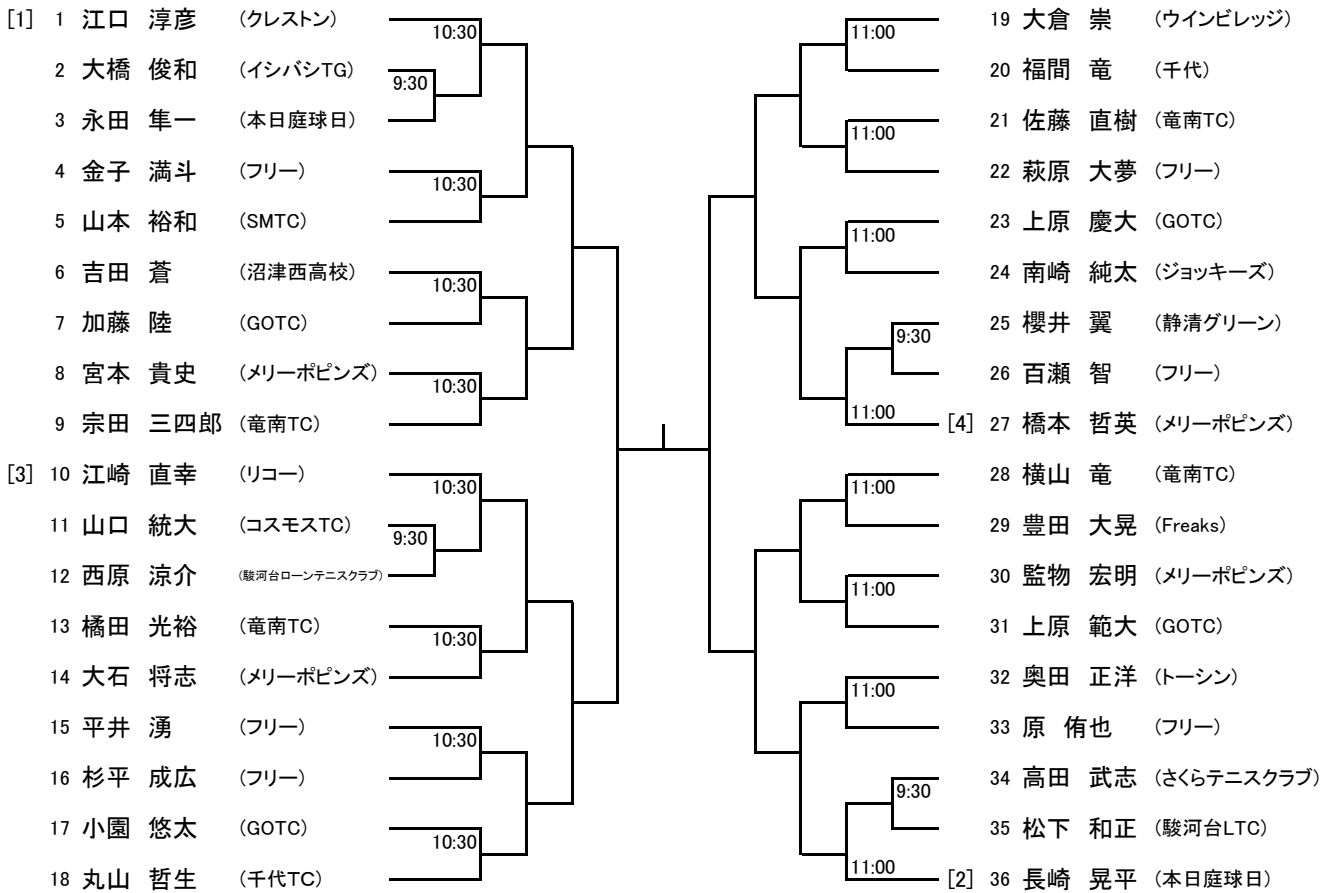 [1] 1 江口 淳彦 (クレストン) 10:30
2 大橋 俊和 (イシバシTG) 9:30
3 永田 隼一 (本日庭球日)
4 金子 満斗 (フリー) 10:30
5 山本 裕和 (SMTC)
6 吉田 蒼 (沼津西高校) 10:30
7 加藤 陸 (GOTC)
8 宮本 貴史 (メリーポピンズ) 10:30
9 宗田 三四郎 (竜南TC)
[3] 10 江崎 直幸 (リコー) 10:30
11 山口 統大 (コスモスTC) 9:30
12 西原 涼介 (駿河台ローンテニスクラブ)
13 橘田 光裕 (竜南TC) 10:30
14 大石 将志 (メリーポピンズ)
15 平井 湧 (フリー) 10:30
16 杉平 成広 (フリー)
17 小園 悠太 (GOTC) 10:30
18 丸山 哲生 (千代TC)
11:00 19 大倉 崇 (ウインビレッジ)
20 福間 竜 (千代)
11:00 21 佐藤 直樹 (竜南TC)
22 萩原 大夢 (フリー)
11:00 23 上原 慶大 (GOTC)
24 南崎 純太 (ジョッキーズ)
9:30 25 櫻井 翼 (静清グリーン)
26 百瀬 智 (フリー)
11:00 [4] 27 橋本 哲英 (メリーポピンズ)
11:00 28 横山 竜 (竜南TC)
29 豊田 大晃 (Freaks)
11:00 30 監物 宏明 (メリーポピンズ)
31 上原 範大 (GOTC)
11:00 32 奥田 正洋 (トーシン)
33 原 侑也 (フリー)
9:30 34 高田 武志 (さくらテニスクラブ)
35 松下 和正 (駿河台LTC)
11:00 [2] 36 長崎 晃平 (本日庭球日)